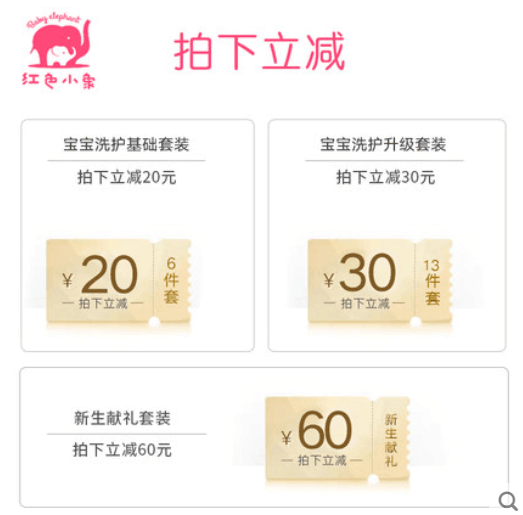 Baby elephant
红色小象
拍下立减
宝宝洗护基础套装
拍下立减20元
¥20
拍下立减
6件套
宝宝洗护升级套装
拍下立减30元
¥30
拍下立减
13件套
新生献礼套装
拍下立减60元
¥60
拍下立减
新生献礼